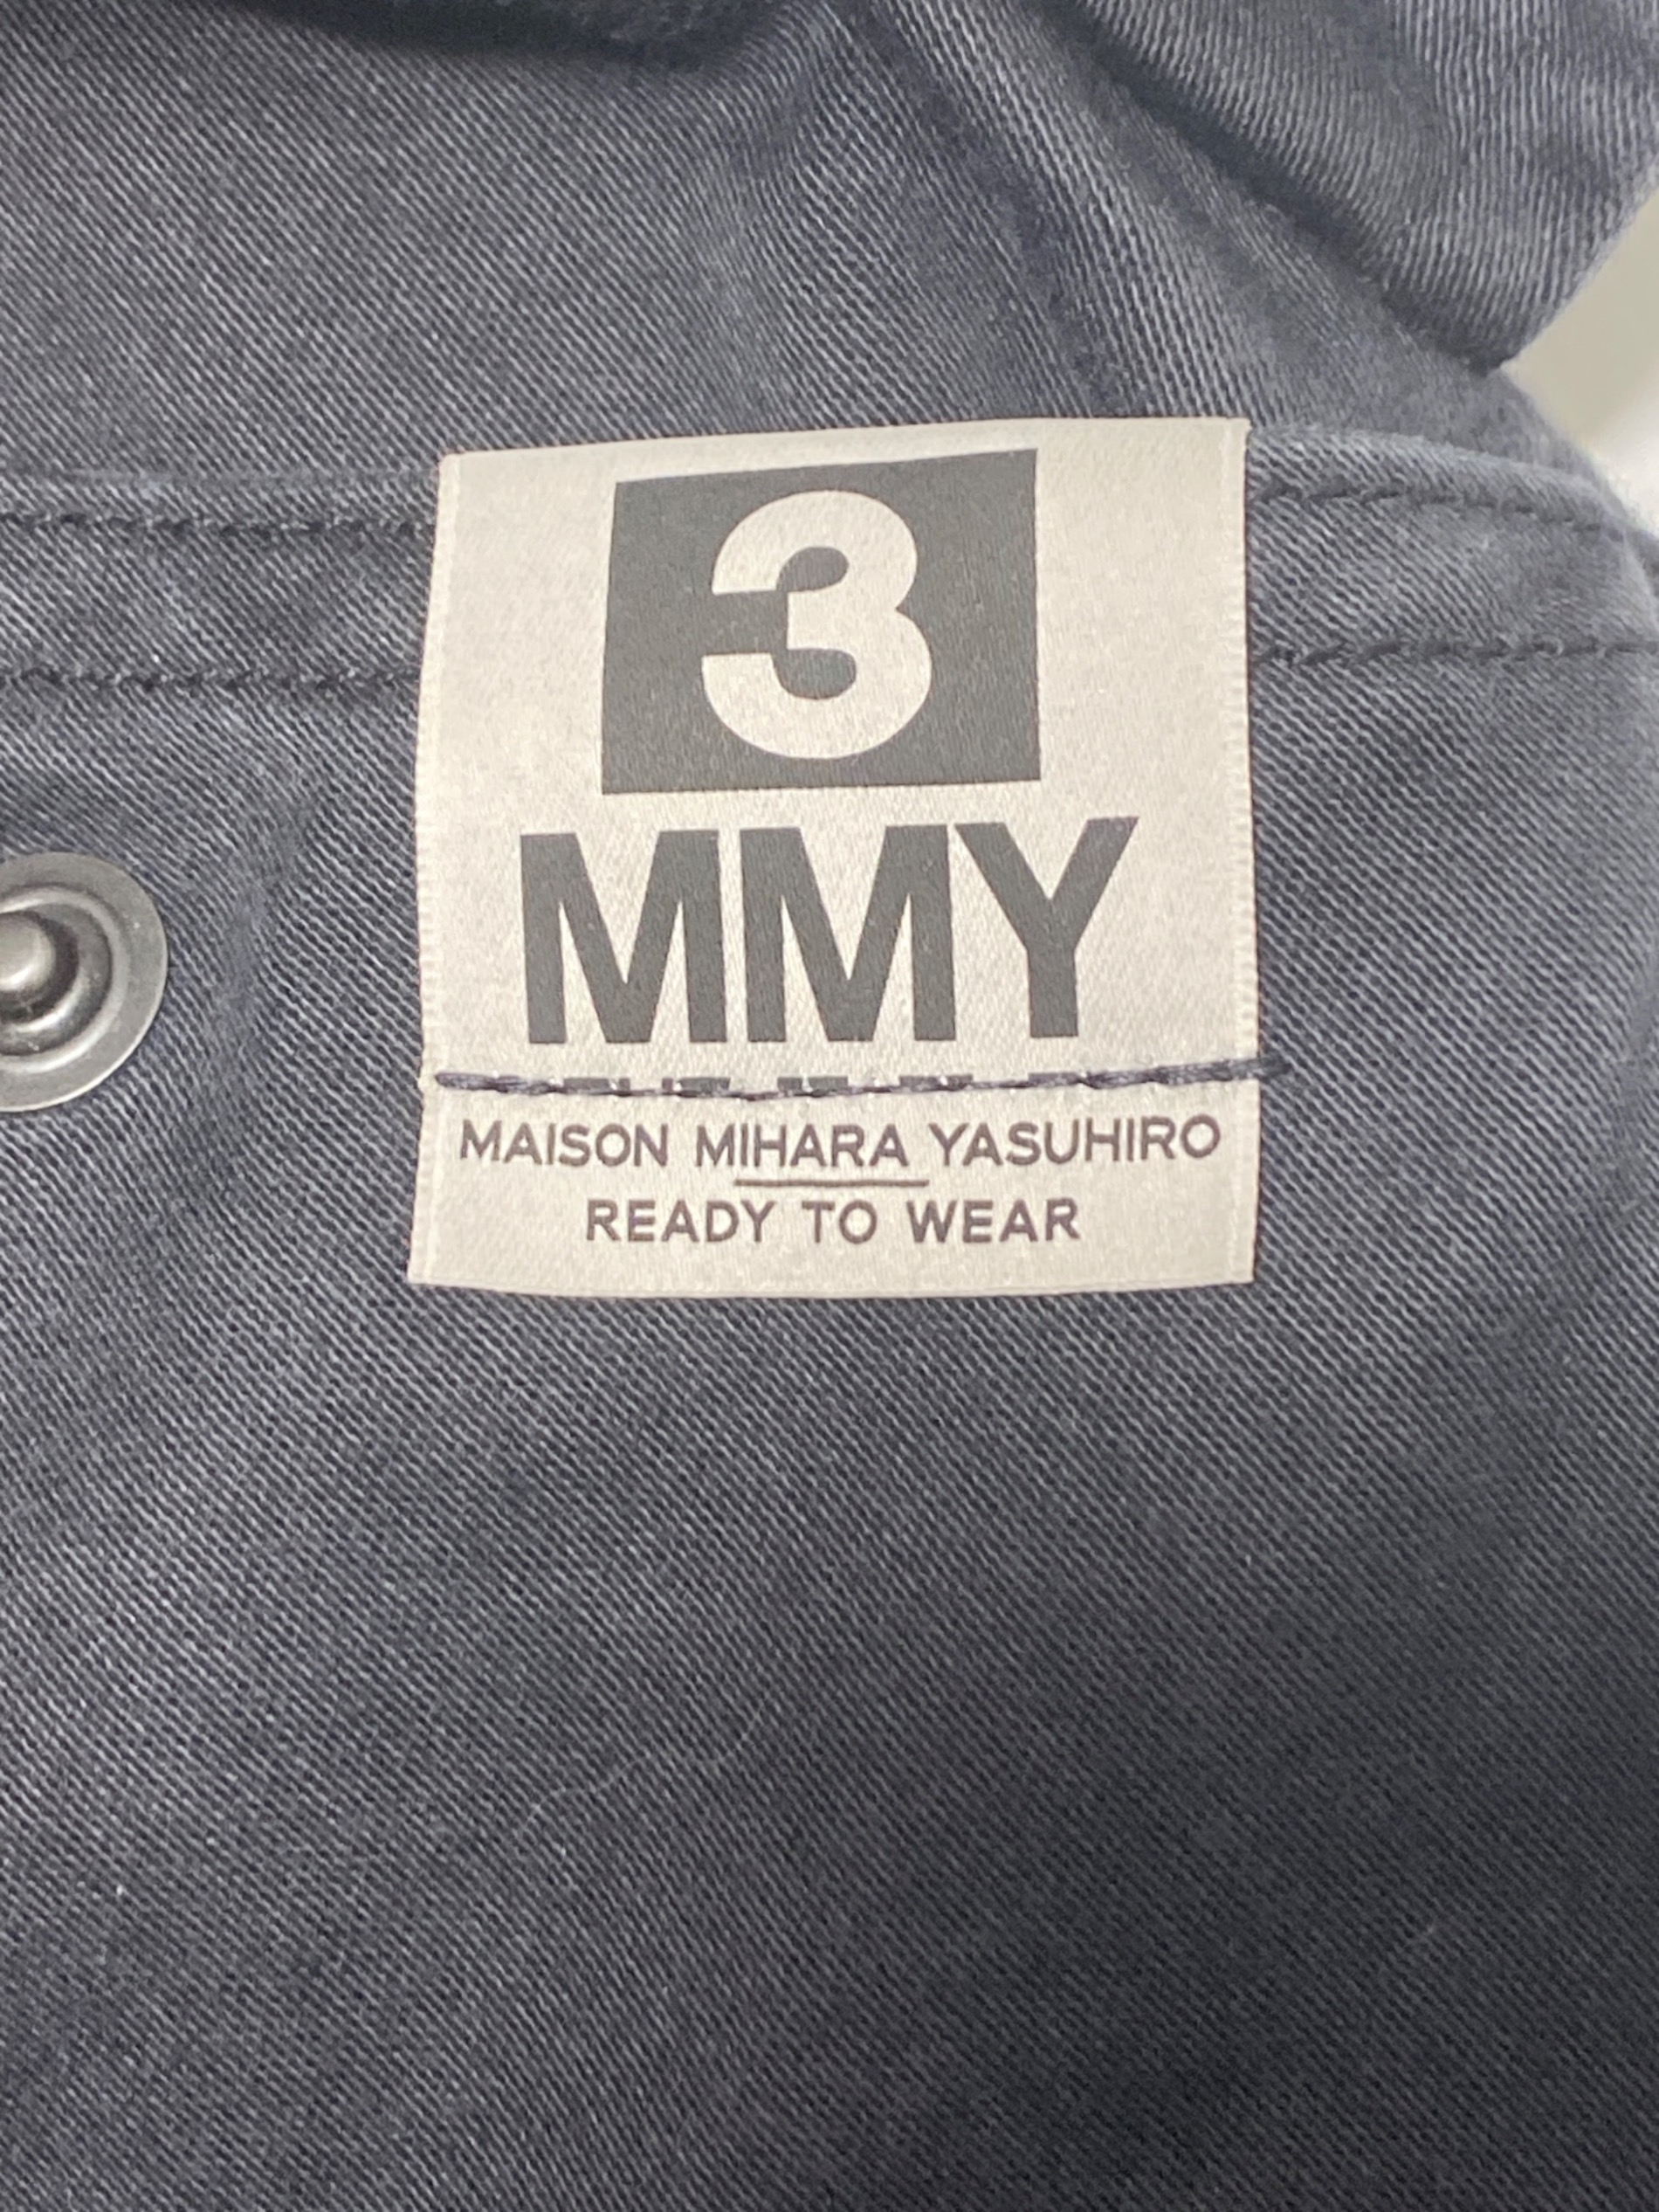 3
MMY
MAISON MIHARA YASUHIRO
READY TO WEAR